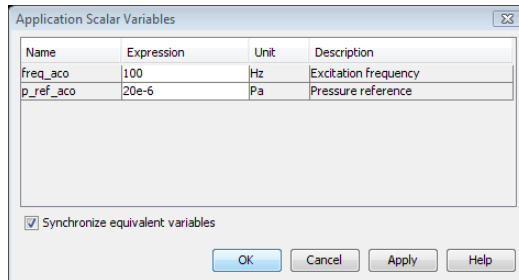 Application Scalar Variables
Name Expression Unit Description
freq_aco 100 Hz Excitation frequency
p_ref_aco 20e-6 Pa Pressure reference
Synchronize equivalent variables
OK Cancel Apply Help